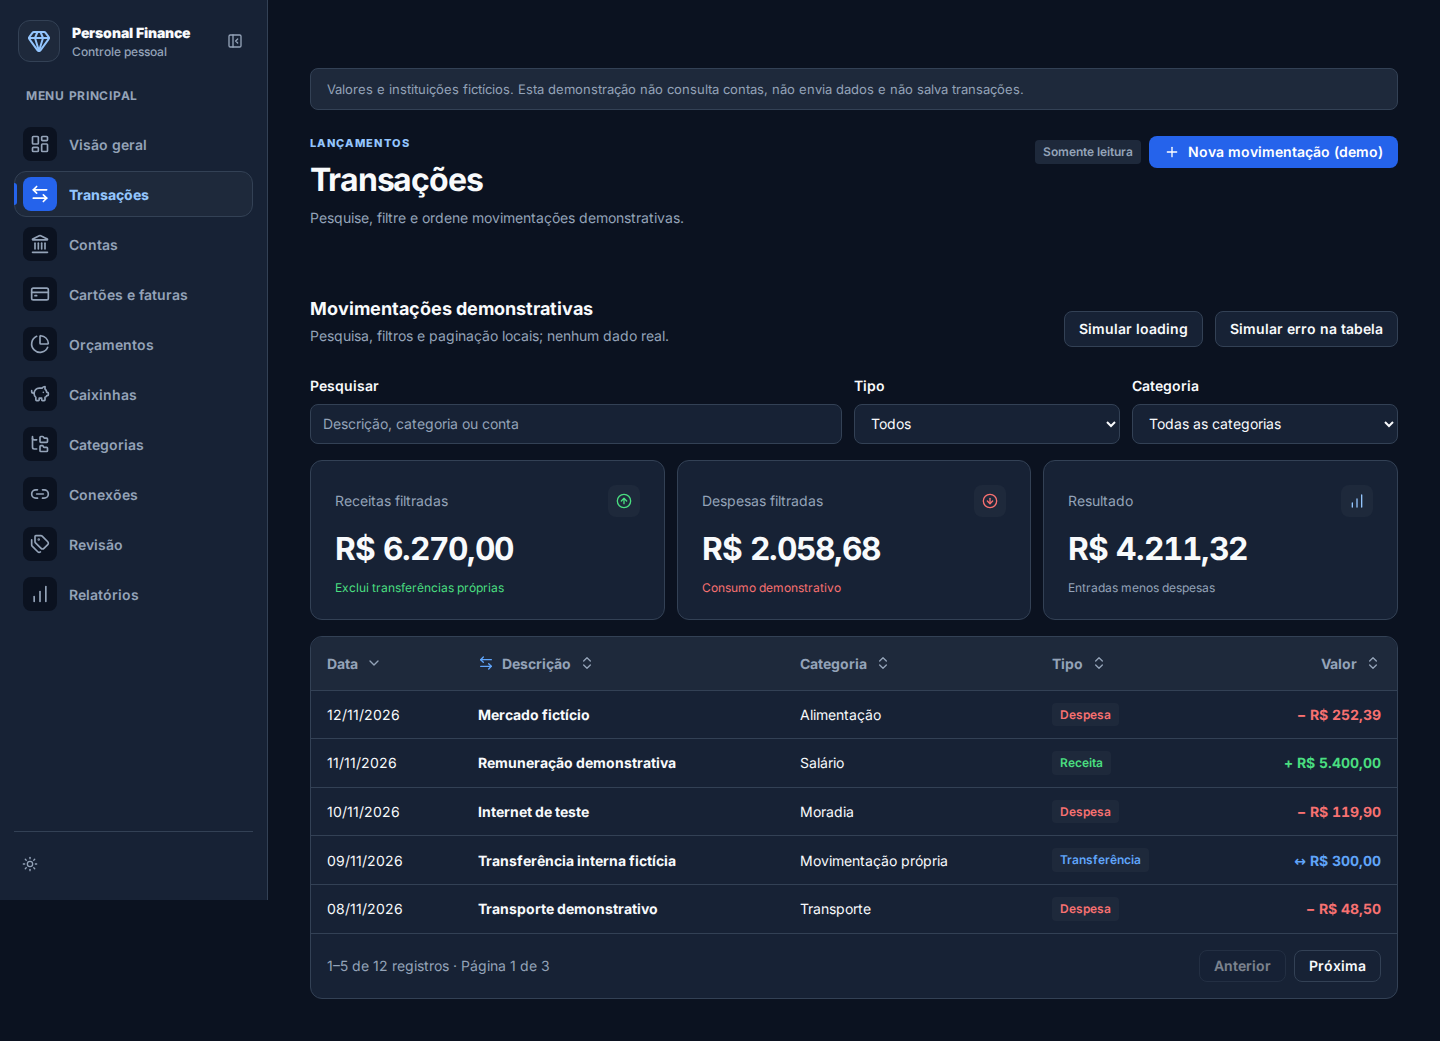 Personal Finance
Controle pessoal
MENU PRINCIPAL
Visão geral
Transações
Contas
Cartões e faturas
Orçamentos
Caixinhas
Categorias
Conexões
Revisão
Relatórios
Valores e instituições fictícios. Esta demonstração não consulta contas, não envia dados e não salva transações.
LANÇAMENTOS
Somente leitura
Nova movimentação (demo)
Transações
Pesquise, filtre e ordene movimentações demonstrativas.
Movimentações demonstrativas
Pesquisa, filtros e paginação locais; nenhum dado real.
Simular loading
Simular erro na tabela
Pesquisar
Tipo
Categoria
Descrição, categoria ou conta
Todos
Todas as categorias
Receitas filtradas
R$ 6.270,00
Exclui transferências próprias
Despesas filtradas
R$ 2.058,68
Consumo demonstrativo
Resultado
R$ 4.211,32
Entradas menos despesas
Data Descrição Categoria Tipo Valor
12/11/2026 Mercado fictício Alimentação Despesa − R$ 252,39
11/11/2026 Remuneração demonstrativa Salário Receita + R$ 5.400,00
10/11/2026 Internet de teste Moradia Despesa − R$ 119,90
09/11/2026 Transferência interna fictícia Movimentação própria Transferência ↔ R$ 300,00
08/11/2026 Transporte demonstrativo Transporte Despesa − R$ 48,50
1–5 de 12 registros · Página 1 de 3
Anterior
Próxima